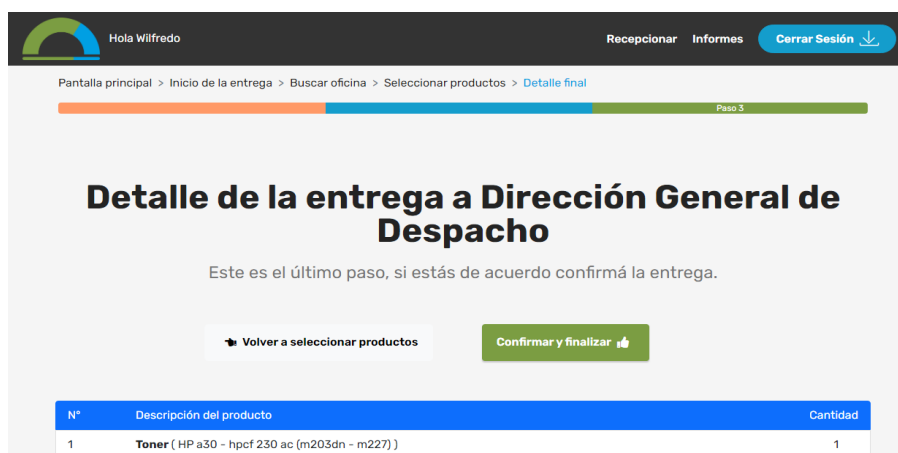 Hola Wilfredo
Recepcionar Informes Cerrar Sesión
Pantalla principal > Inicio de la entrega > Buscar oficina > Seleccionar productos > Detalle final
Paso 3
Detalle de la entrega a Dirección General de
Despacho
Este es el último paso, si estás de acuerdo confirmá la entrega.
Volver a seleccionar productos
Confirmar y finalizar
N° Descripción del producto Cantidad
1 Toner ( HP a30 - hpcf 230 ac (m203dn - m227) ) 1